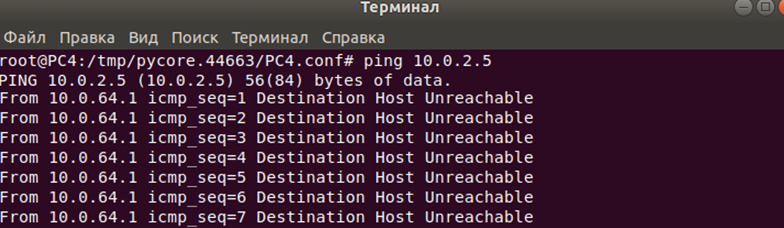 Терминал
Файл Правка Вид Поиск Терминал Справка
root@PC4:/tmp/pycore.44663/PC4.conf# ping 10.0.2.5
PING 10.0.2.5 (10.0.2.5) 56(84) bytes of data.
From 10.0.64.1 icmp_seq=1 Destination Host Unreachable
From 10.0.64.1 icmp_seq=2 Destination Host Unreachable
From 10.0.64.1 icmp_seq=3 Destination Host Unreachable
From 10.0.64.1 icmp_seq=4 Destination Host Unreachable
From 10.0.64.1 icmp_seq=5 Destination Host Unreachable
From 10.0.64.1 icmp_seq=6 Destination Host Unreachable
From 10.0.64.1 icmp_seq=7 Destination Host Unreachable